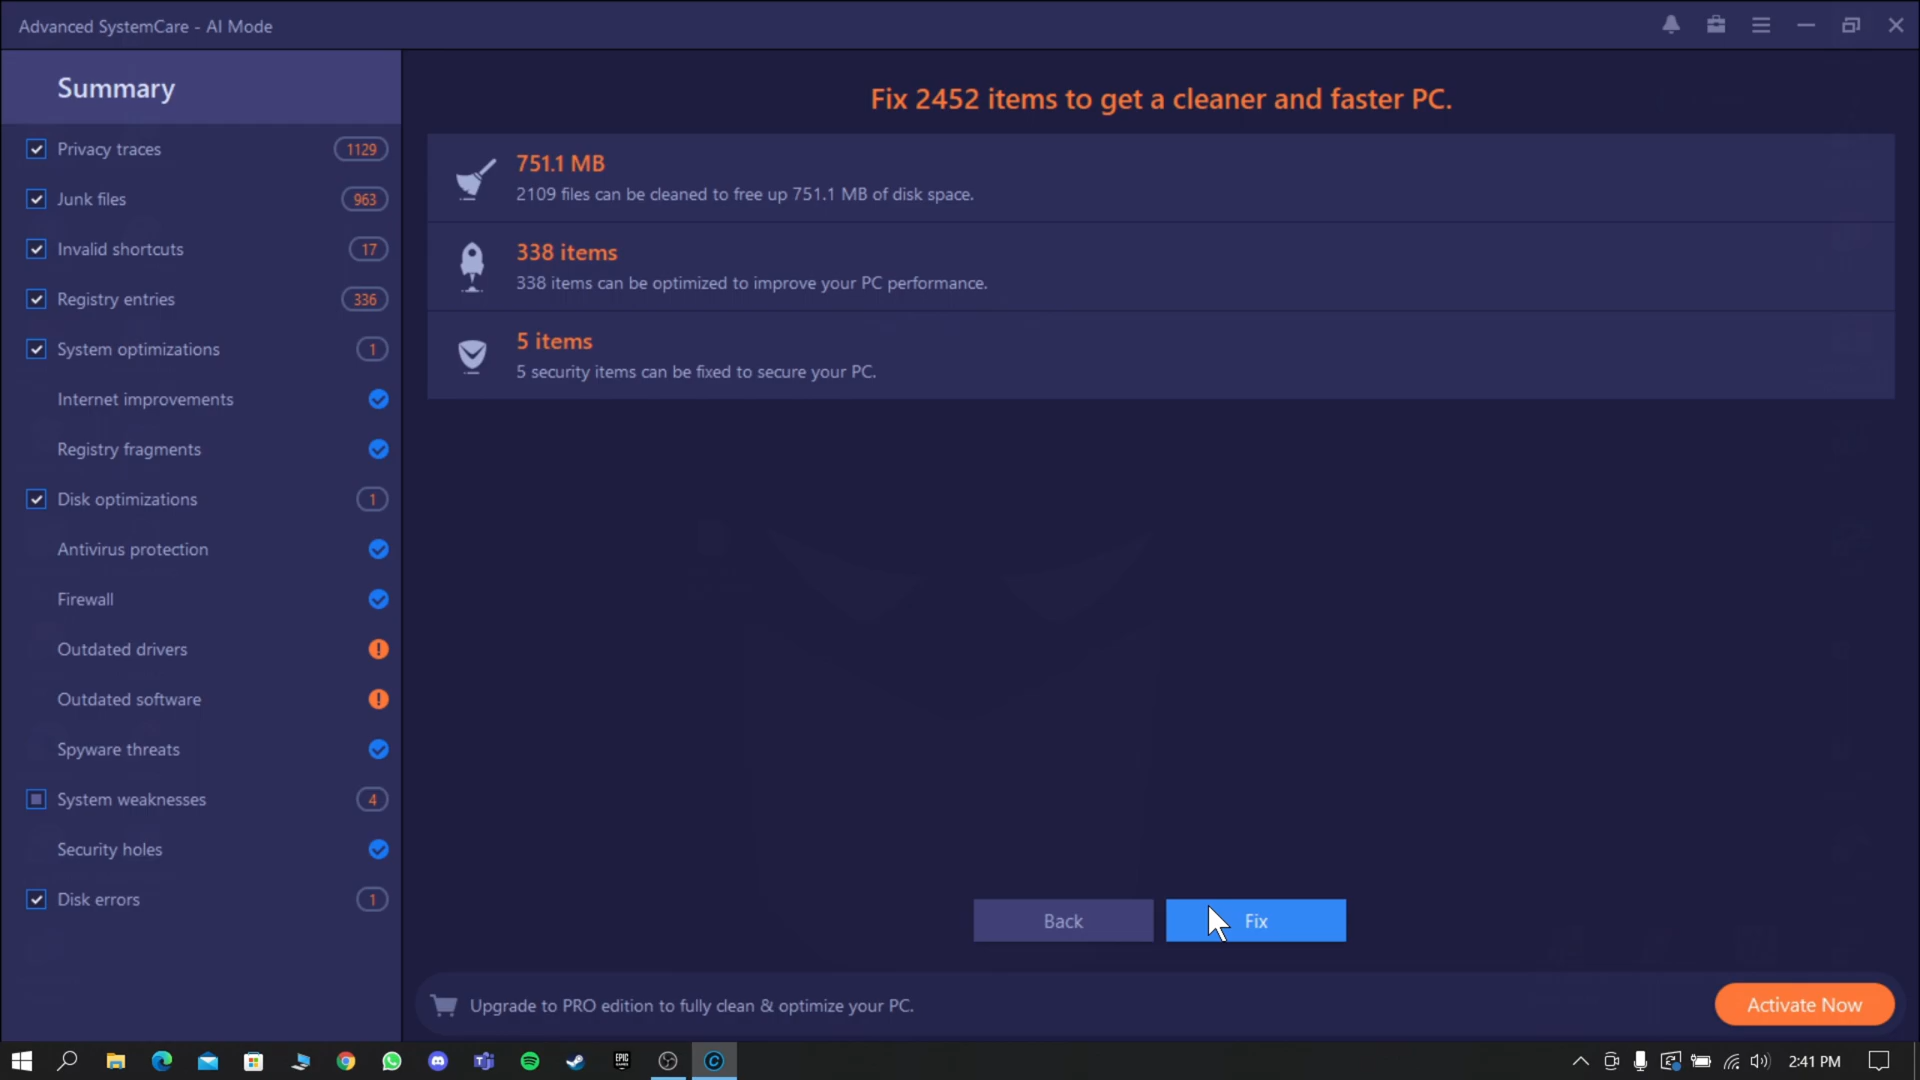 Advanced SystemCare - AI Mode
Summary
Privacy traces 1129
Junk files 963
Invalid shortcuts 17
Registry entries 336
System optimizations 1
Internet improvements
Registry fragments
Disk optimizations 1
Antivirus protection
Firewall
Outdated drivers
Outdated software
Spyware threats
System weaknesses 4
Security holes
Disk errors 1
Fix 2452 items to get a cleaner and faster PC.
751.1 MB
2109 files can be cleaned to free up 751.1 MB of disk space.
338 items
338 items can be optimized to improve your PC performance.
5 items
5 security items can be fixed to secure your PC.
Back
Fix
Upgrade to PRO edition to fully clean & optimize your PC.
Activate Now
EPIC
GAMES
2:41 PM